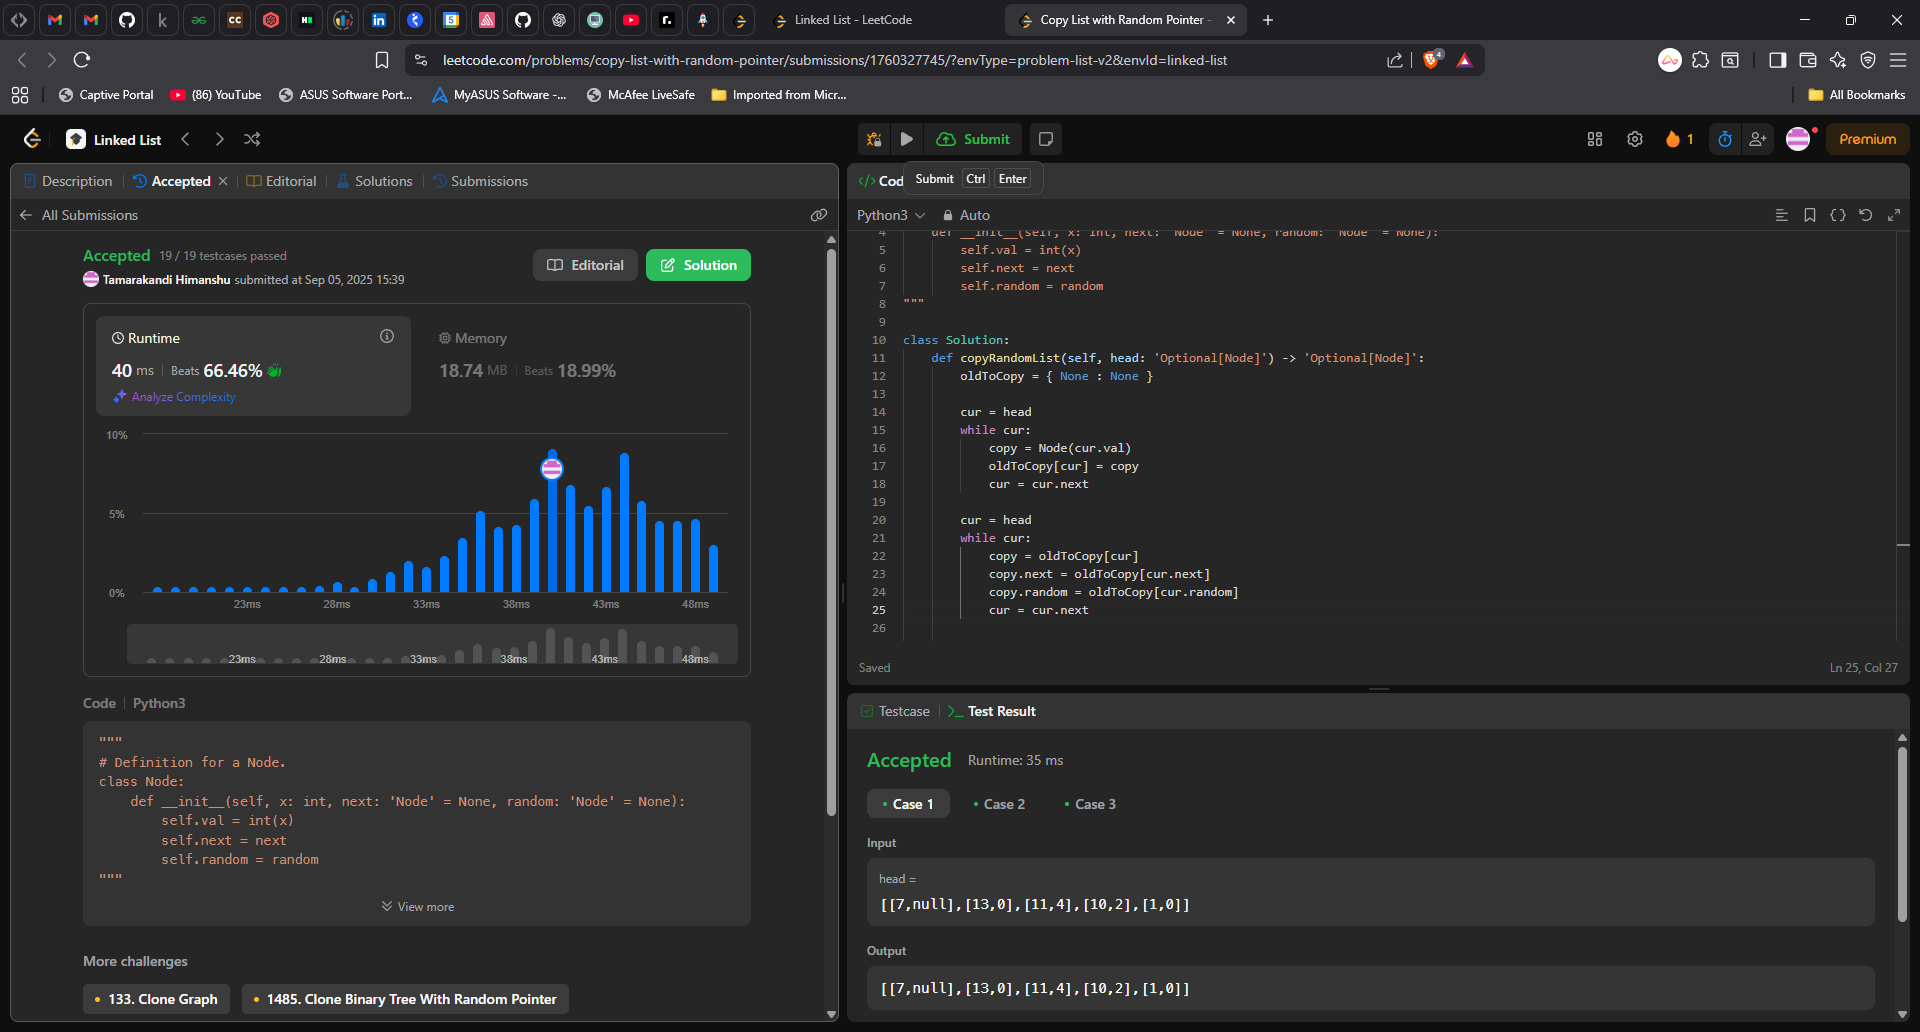 Linked List - LeetCode
Copy List with Random Pointer -
leetcode.com/problems/copy-list-with-random-pointer/submissions/1760327745/?envType=problem-list-v2&envId=linked-list
4
Captive Portal
(86) YouTube
ASUS Software Port...
MyASUS Software -...
McAfee LiveSafe
Imported from Micr...
All Bookmarks
Linked List
Submit
1
Premium
Description
Accepted
Editorial
Solutions
Submissions
All Submissions
Accepted 19 / 19 testcases passed
Tamarakandi Himanshu submitted at Sep 05, 2025 15:39
Editorial
Solution
Runtime
40 ms | Beats 66.46%
Analyze Complexity
Memory
18.74 MB | Beats 18.99%
10%
5%
0%
23ms 28ms 33ms 38ms 43ms 48ms
23ms 28ms 33ms 38ms 43ms 48ms
Code | Python3
"""
# Definition for a Node.
class Node:
    def __init__(self, x: int, next: 'Node' = None, random: 'Node' = None):
        self.val = int(x)
        self.next = next
        self.random = random
"""
View more
More challenges
133. Clone Graph
1485. Clone Binary Tree With Random Pointer
</> Cod
Submit Ctrl Enter
Python3
Auto
4     def __init__(self, x: int, next: 'Node' = None, random: 'Node' = None):
5         self.val = int(x)
6         self.next = next
7         self.random = random
8 """
9
10 class Solution:
11     def copyRandomList(self, head: 'Optional[Node]') -> 'Optional[Node]':
12         oldToCopy = { None : None }
13
14         cur = head
15         while cur:
16             copy = Node(cur.val)
17             oldToCopy[cur] = copy
18             cur = cur.next
19
20         cur = head
21         while cur:
22             copy = oldToCopy[cur]
23             copy.next = oldToCopy[cur.next]
24             copy.random = oldToCopy[cur.random]
25             cur = cur.next
26
Saved
Ln 25, Col 27
Testcase
Test Result
Accepted Runtime: 35 ms
Case 1
Case 2
Case 3
Input
head =
[[7,null],[13,0],[11,4],[10,2],[1,0]]
Output
[[7,null],[13,0],[11,4],[10,2],[1,0]]